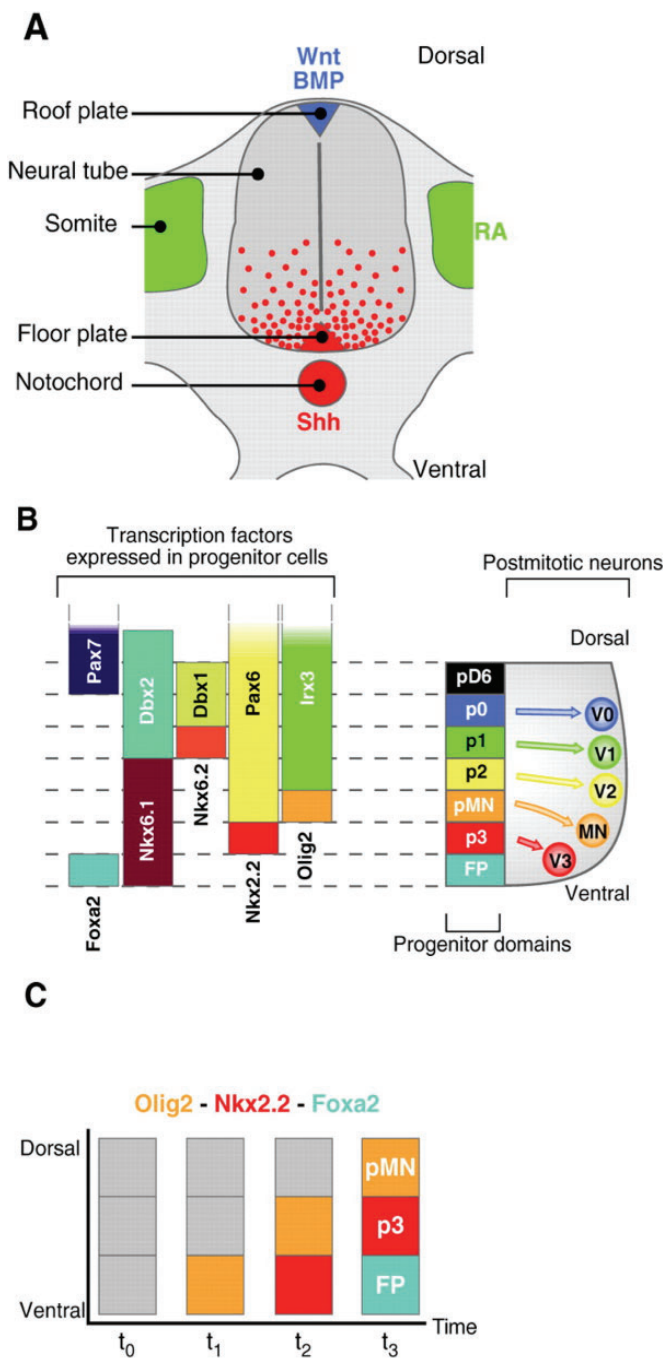 A
Wnt
BMP
Dorsal
Roof plate
Neural tube
Somite
RA
Floor plate
Notochord
Shh
Ventral
B
Transcription factors
expressed in progenitor cells
Postmitotic neurons
Dorsal
Pax7
Dbx2
Dbx1
Pax6
Irx3
Nkx6.2
Nkx6.1
Olig2
Nkx2.2
Foxa2
pD6
p0
V0
p1
V1
p2
V2
pMN
MN
p3
V3
FP
Ventral
Progenitor domains
C
Olig2 - Nkx2.2 - Foxa2
Dorsal
pMN
p3
FP
Ventral
Time
t0 t1 t2 t3